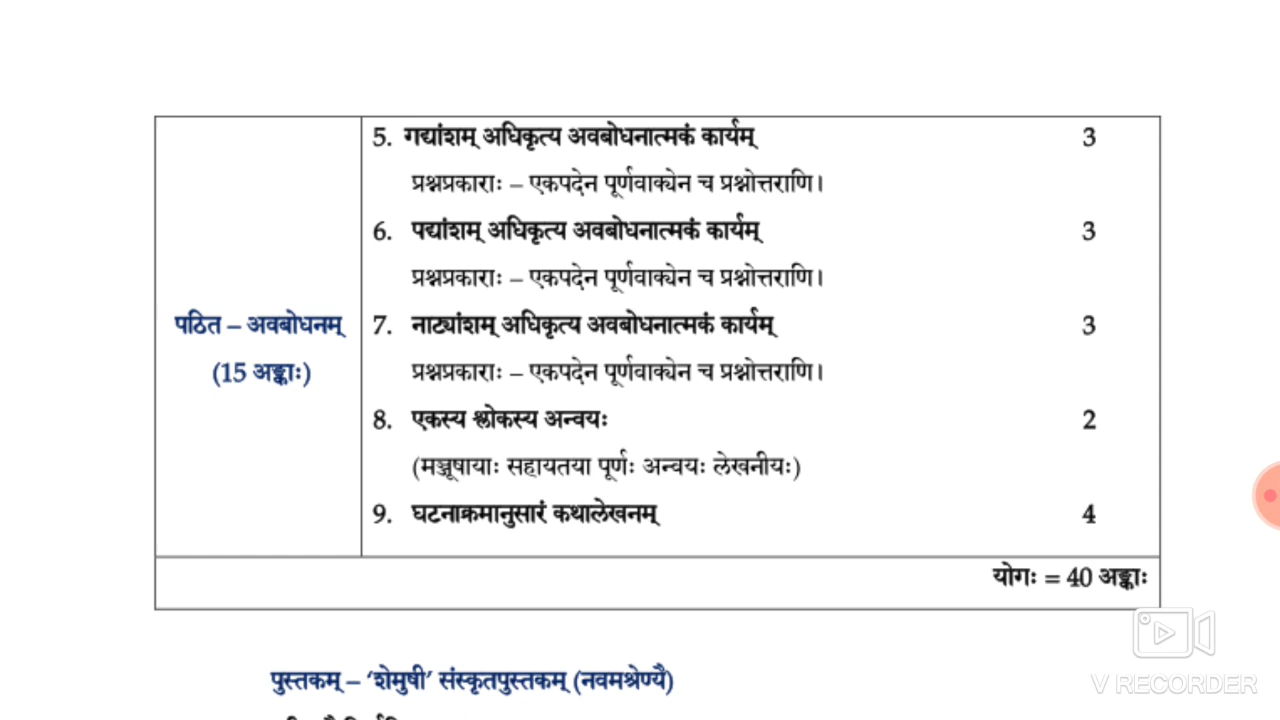 5. गद्यांशम् अधिकृत्य अवबोधनात्मकं कार्यम् 3
प्रश्नप्रकाराः – एकपदेन पूर्णवाक्येन च प्रश्नोत्तराणि।
6. पद्यांशम् अधिकृत्य अवबोधनात्मकं कार्यम् 3
प्रश्नप्रकाराः – एकपदेन पूर्णवाक्येन च प्रश्नोत्तराणि।
पठित – अवबोधनम्
(15 अङ्काः)
7. नाट्यांशम् अधिकृत्य अवबोधनात्मकं कार्यम् 3
प्रश्नप्रकाराः – एकपदेन पूर्णवाक्येन च प्रश्नोत्तराणि।
8. एकस्य श्लोकस्य अन्वयः 2
(मञ्जूषायाः सहायतया पूर्णः अन्वयः लेखनीयः)
9. घटनाक्रमानुसारं कथालेखनम् 4
योगः = 40 अङ्काः
पुस्तकम् – ‘शेमुषी’ संस्कृतपुस्तकम् (नवमश्रेण्यै)
V RECORDER